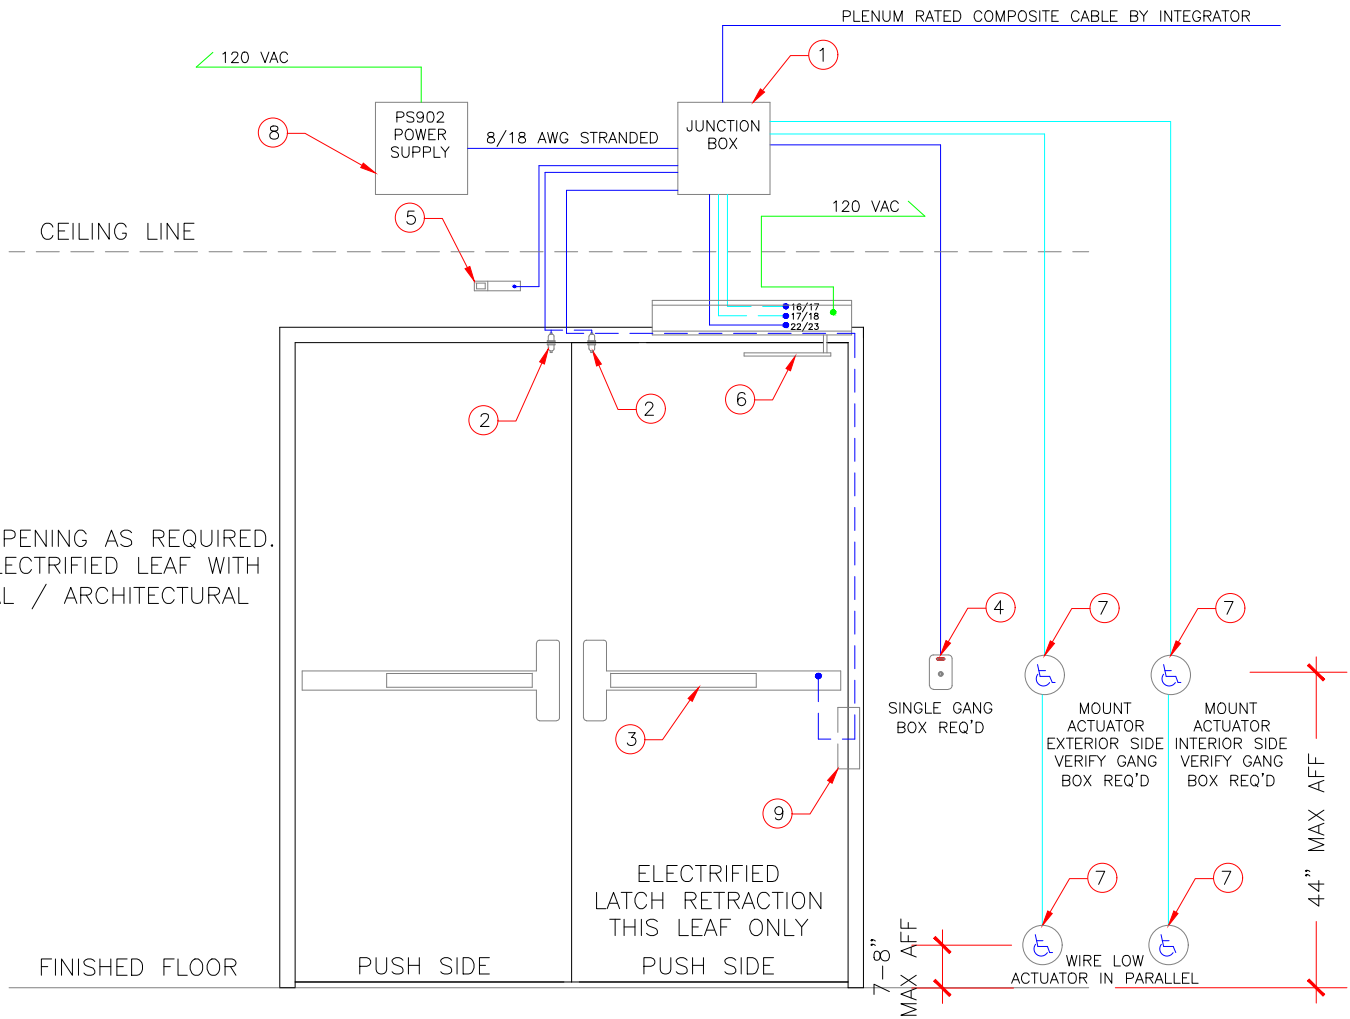 PLENUM RATED COMPOSITE CABLE BY INTEGRATOR
120 VAC
1
PS902
POWER
SUPPLY
8
8/18 AWG STRANDED
JUNCTION
BOX
5
120 VAC
CEILING LINE
16/17
17/18
22/23
6
2
2
PENING AS REQUIRED.
LECTRIFIED LEAF WITH
AL / ARCHITECTURAL
4
7
7
SINGLE GANG
BOX REQ'D
MOUNT
ACTUATOR
EXTERIOR SIDE
VERIFY GANG
BOX REQ'D
MOUNT
ACTUATOR
INTERIOR SIDE
VERIFY GANG
BOX REQ'D
3
9
44" MAX AFF
ELECTRIFIED
LATCH RETRACTION
THIS LEAF ONLY
7
7
7-8"
MAX AFF
WIRE LOW
ACTUATOR IN PARALLEL
FINISHED FLOOR
PUSH SIDE
PUSH SIDE